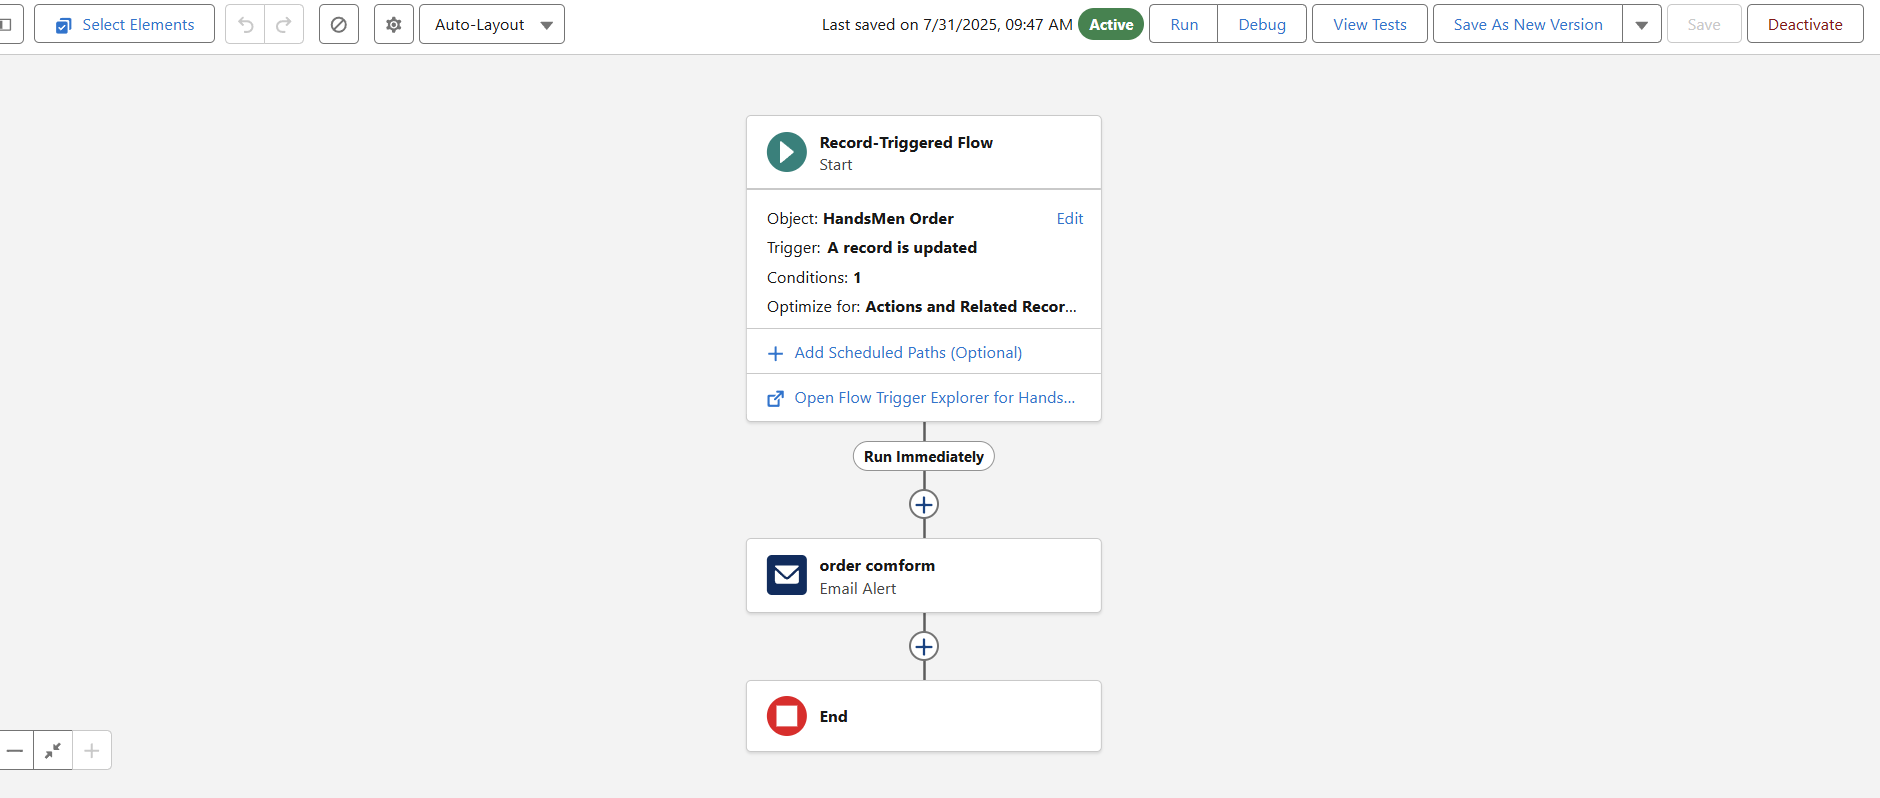 Select Elements
Auto-Layout
Last saved on 7/31/2025, 09:47 AM Active
Run
Debug
View Tests
Save As New Version
Save
Deactivate
Record-Triggered Flow
Start
Object: HandsMen Order
Edit
Trigger: A record is updated
Conditions: 1
Optimize for: Actions and Related Recor...
Add Scheduled Paths (Optional)
Open Flow Trigger Explorer for Hands...
Run Immediately
order comform
Email Alert
End